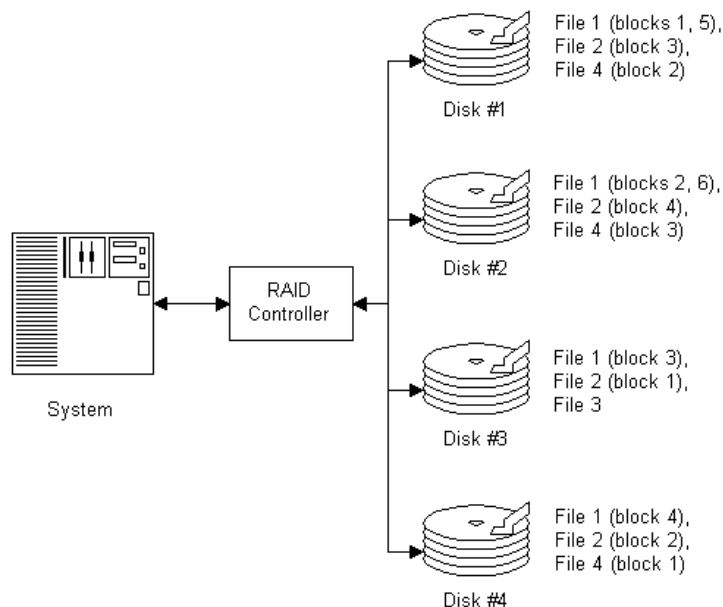 File 1 (blocks 1, 5),
File 2 (block 3),
File 4 (block 2)
Disk #1
File 1 (blocks 2, 6),
File 2 (block 4),
File 4 (block 3)
Disk #2
RAID
Controller
System
File 1 (block 3),
File 2 (block 1),
File 3
Disk #3
File 1 (block 4),
File 2 (block 2),
File 4 (block 1)
Disk #4